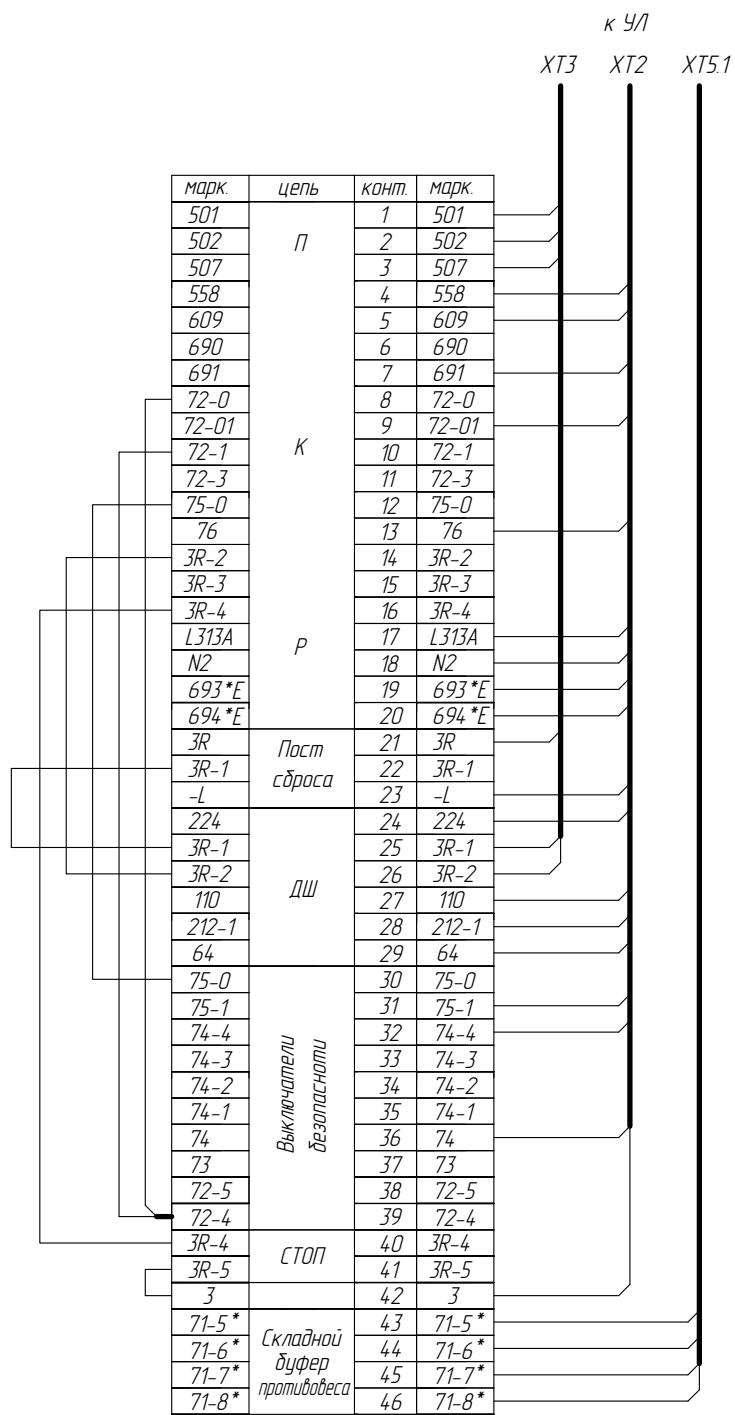 к УЛ
XT3 XT2 XT5.1
марк. цепь конт. марк.
501 1 501
502 П 2 502
507 3 507
558 4 558
609 5 609
690 6 690
691 7 691
72-0 8 72-0
72-01 9 72-01
72-1 К 10 72-1
72-3 11 72-3
75-0 12 75-0
76 13 76
3R-2 14 3R-2
3R-3 15 3R-3
3R-4 16 3R-4
L313A Р 17 L313A
N2 18 N2
693*E 19 693*E
694*E 20 694*E
3R Пост 21 3R
3R-1 сброса 22 3R-1
-L 23 -L
224 24 224
3R-1 25 3R-1
3R-2 ДШ 26 3R-2
110 27 110
212-1 28 212-1
64 29 64
75-0 30 75-0
75-1 31 75-1
74-4 32 74-4
74-3 Выключатели 33 74-3
74-2 безопасноти 34 74-2
74-1 35 74-1
74 36 74
73 37 73
72-5 38 72-5
72-4 39 72-4
3R-4 СТОП 40 3R-4
3R-5 41 3R-5
3 42 3
71-5* Складной 43 71-5*
71-6* буфер 44 71-6*
71-7* противовеса 45 71-7*
71-8* 46 71-8*